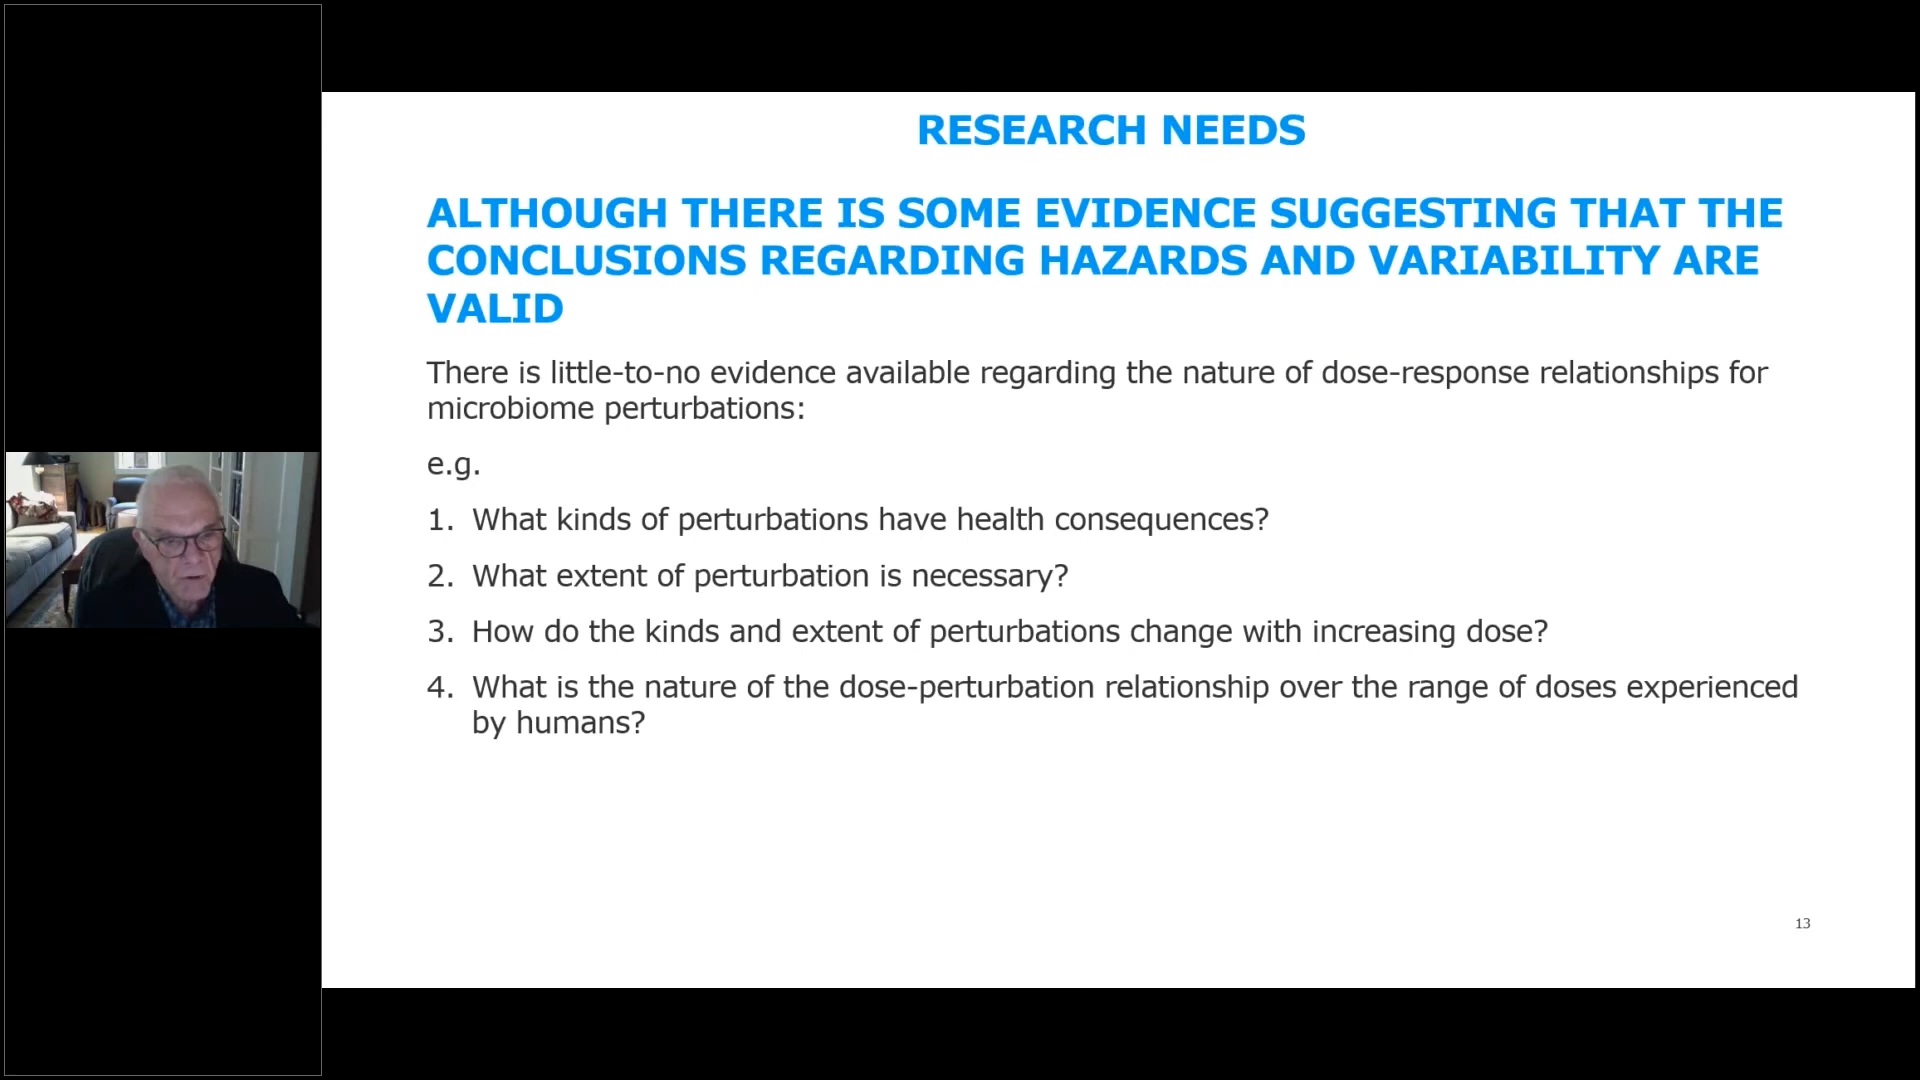 RESEARCH NEEDS
ALTHOUGH THERE IS SOME EVIDENCE SUGGESTING THAT THE
CONCLUSIONS REGARDING HAZARDS AND VARIABILITY ARE
VALID
There is little-to-no evidence available regarding the nature of dose-response relationships for
microbiome perturbations:
e.g.
1. What kinds of perturbations have health consequences?
2. What extent of perturbation is necessary?
3. How do the kinds and extent of perturbations change with increasing dose?
4. What is the nature of the dose-perturbation relationship over the range of doses experienced
by humans?
13